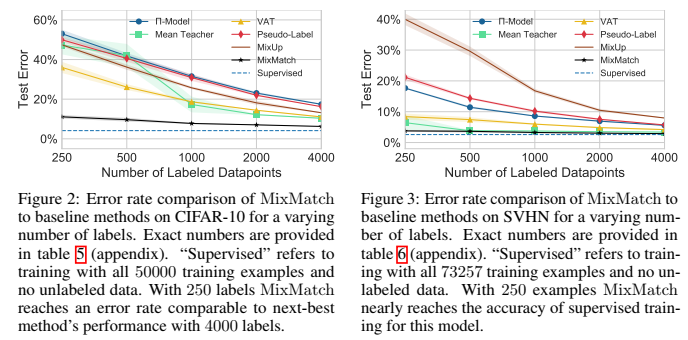 60%
40%
20%
0%
Test Error
Π-Model
Mean Teacher
VAT
Pseudo-Label
MixUp
MixMatch
Supervised
250 500 1000 2000 4000
Number of Labeled Datapoints
Figure 2: Error rate comparison of MixMatch
to baseline methods on CIFAR-10 for a varying
number of labels. Exact numbers are provided
in table 5 (appendix). “Supervised” refers to
training with all 50000 training examples and
no unlabeled data. With 250 labels MixMatch
reaches an error rate comparable to next-best
method’s performance with 4000 labels.
40%
30%
20%
10%
0%
Test Error
Π-Model
Mean Teacher
VAT
Pseudo-Label
MixUp
MixMatch
Supervised
250 500 1000 2000 4000
Number of Labeled Datapoints
Figure 3: Error rate comparison of MixMatch to
baseline methods on SVHN for a varying num-
ber of labels. Exact numbers are provided in
table 6 (appendix). “Supervised” refers to train-
ing with all 73257 training examples and no un-
labeled data. With 250 examples MixMatch
nearly reaches the accuracy of supervised train-
ing for this model.